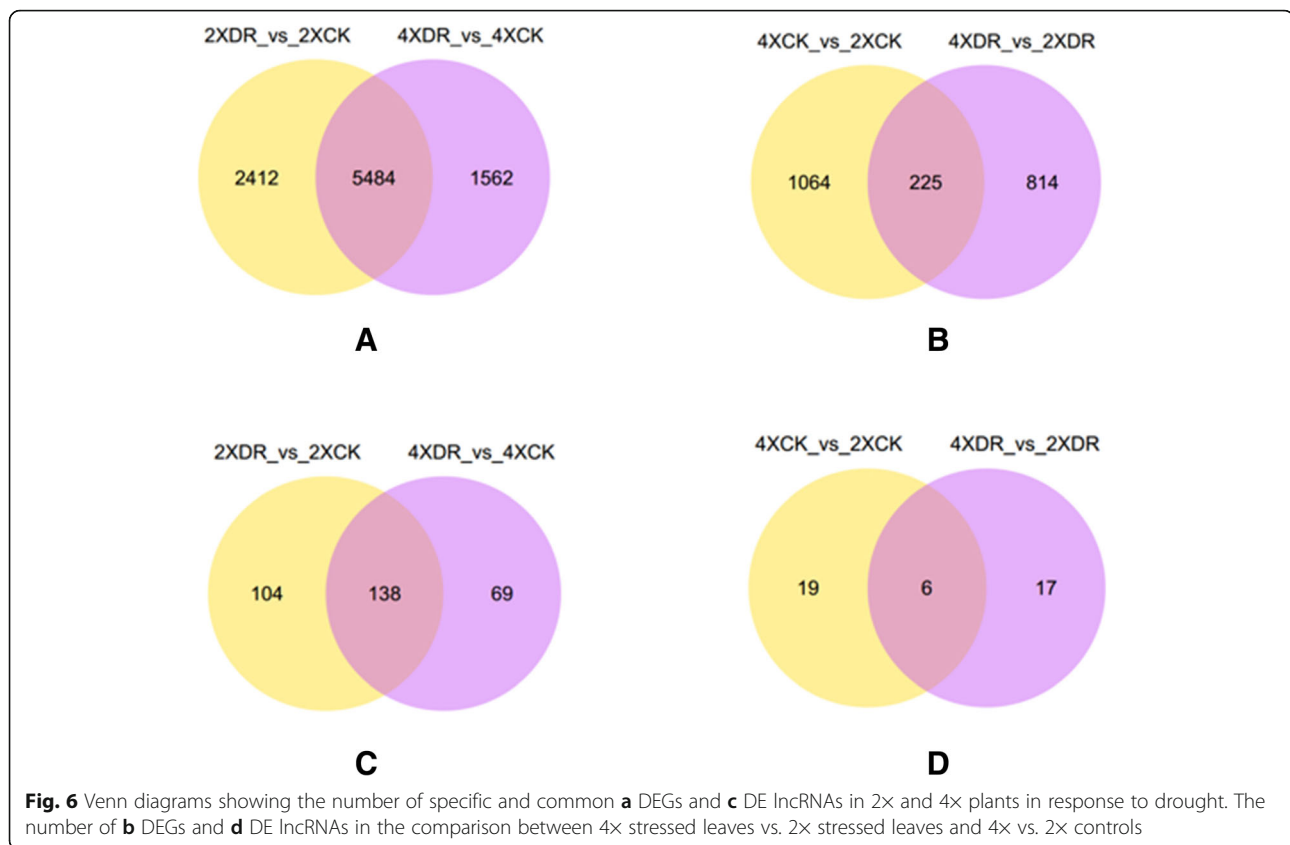 2XDR_vs_2XCK 4XDR_vs_4XCK
2412 5484 1562
A
4XCK_vs_2XCK 4XDR_vs_2XDR
1064 225 814
B
2XDR_vs_2XCK 4XDR_vs_4XCK
104 138 69
C
4XCK_vs_2XCK 4XDR_vs_2XDR
19 6 17
D
Fig. 6 Venn diagrams showing the number of specific and common a DEGs and c DE lncRNAs in 2× and 4× plants in response to drought. The
number of b DEGs and d DE lncRNAs in the comparison between 4× stressed leaves vs. 2× stressed leaves and 4× vs. 2× controls